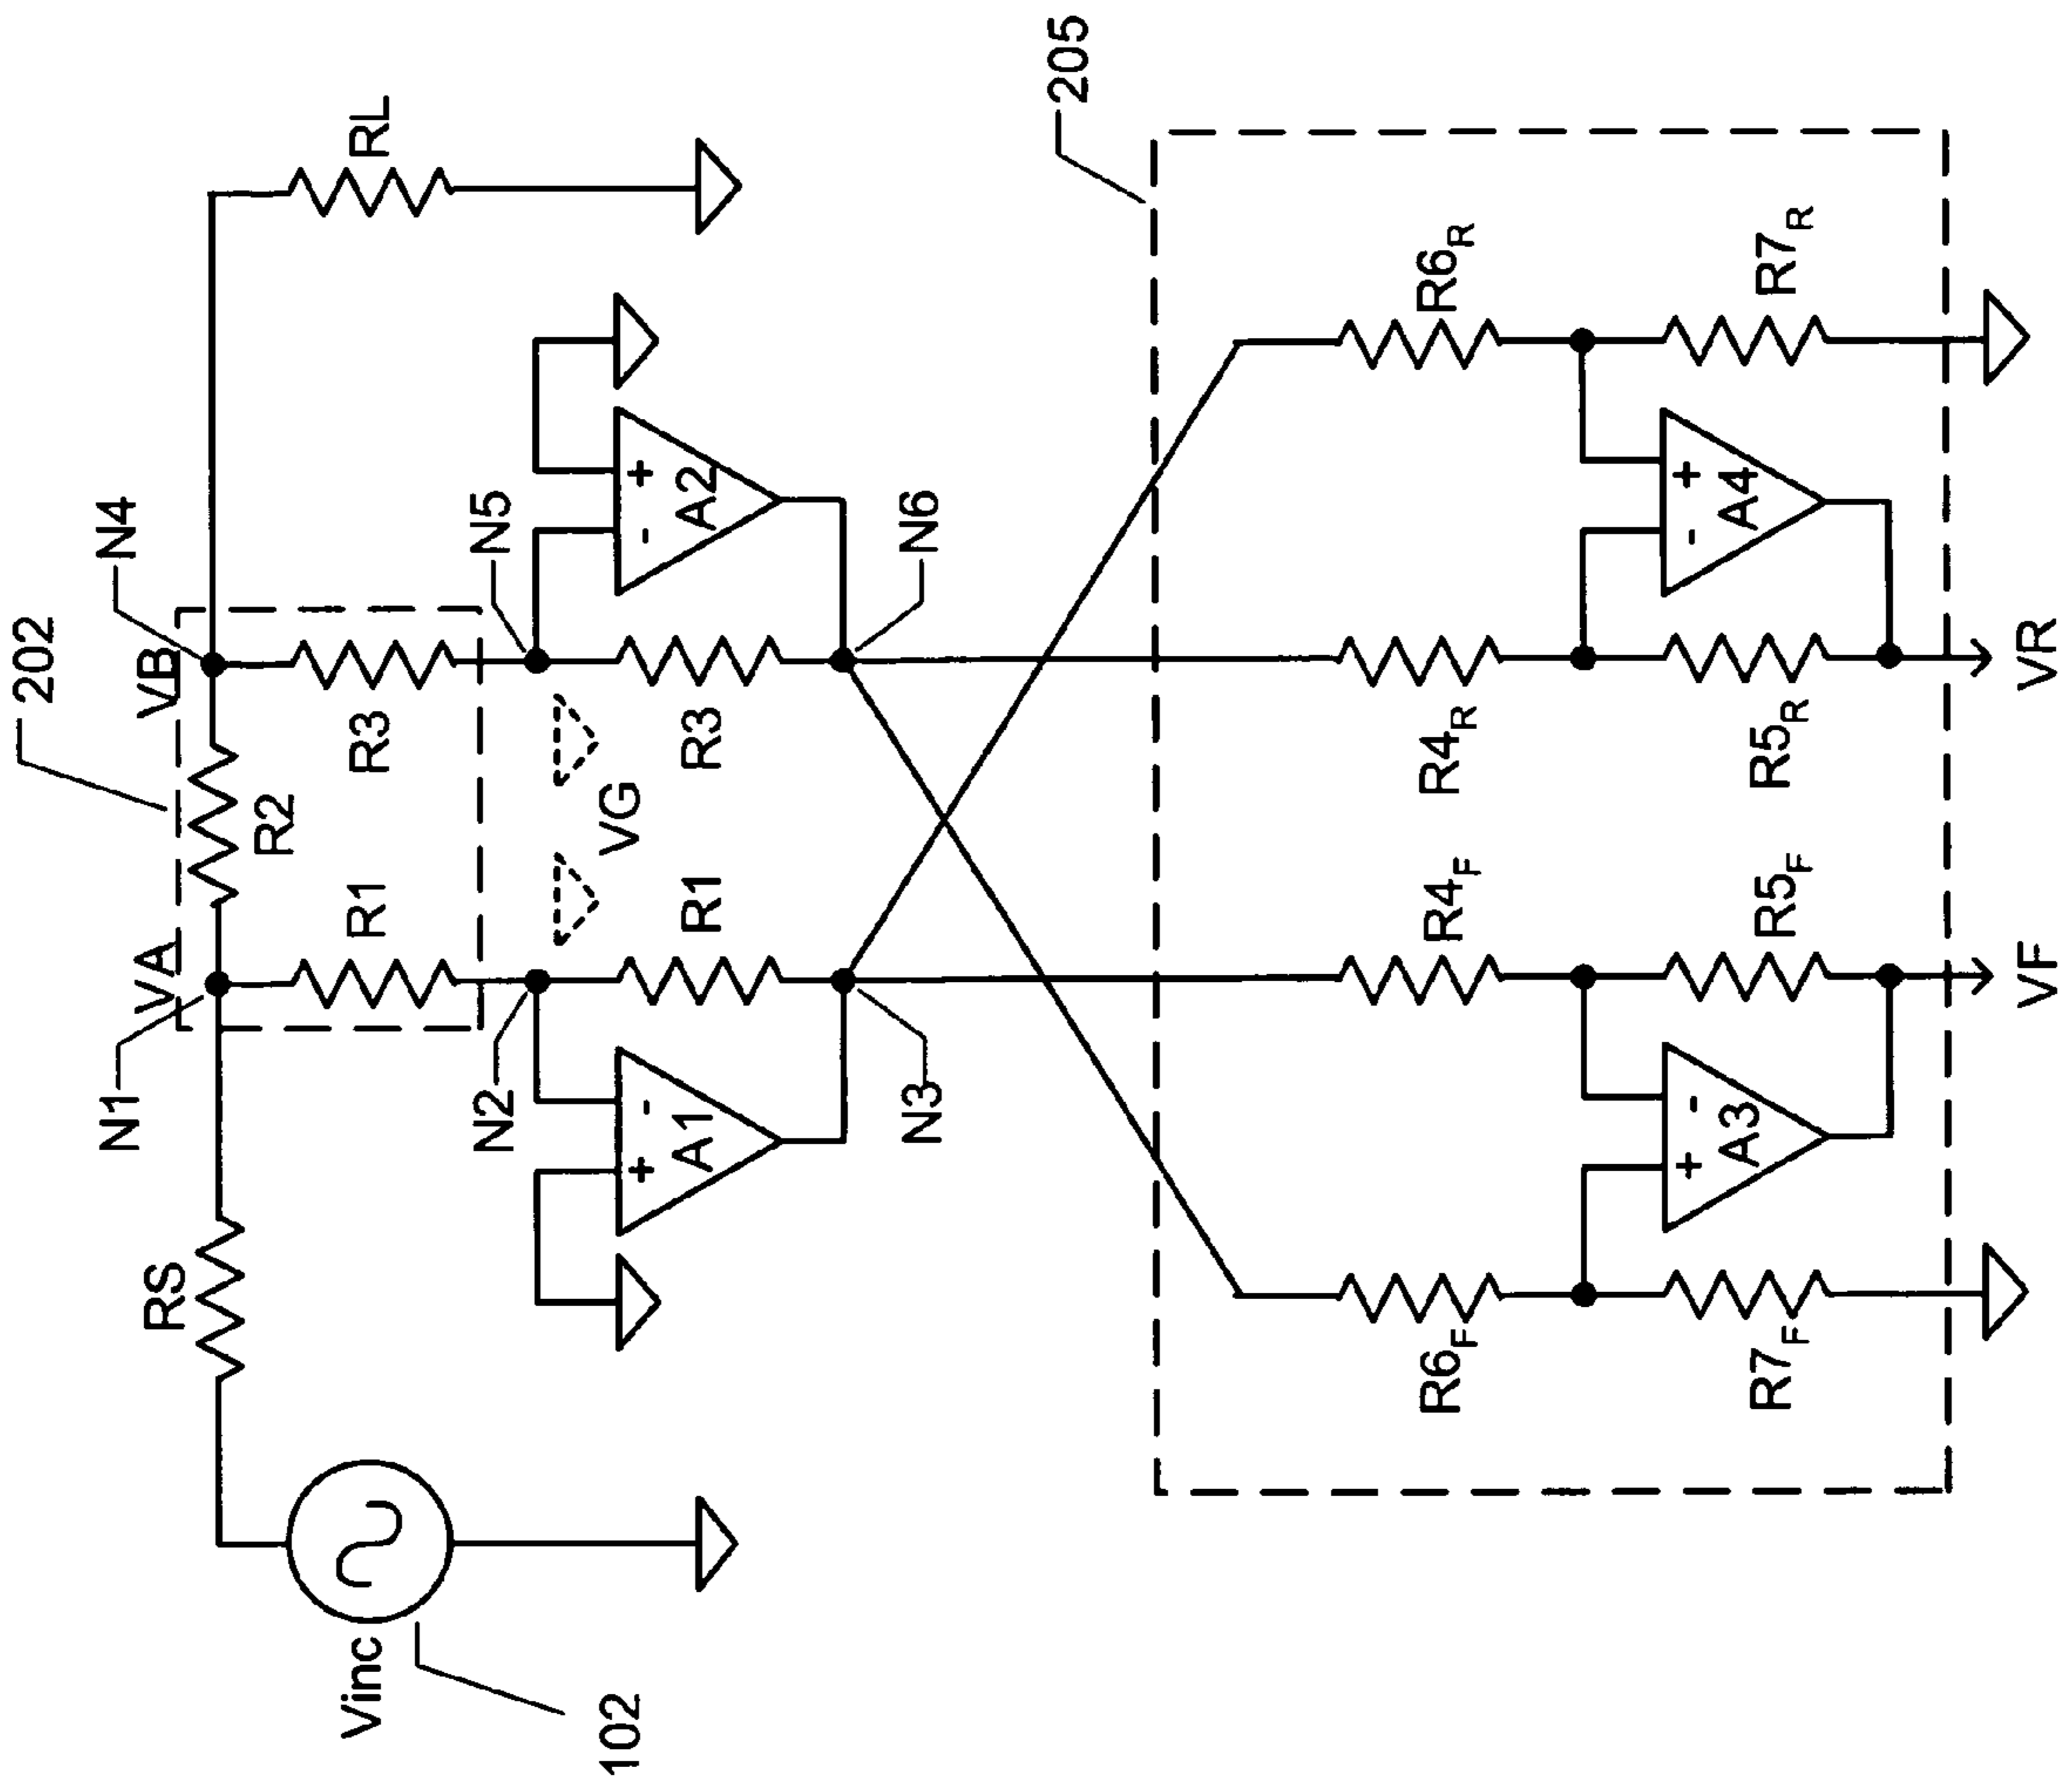 202
205
N1
VA
VB
N4
RS
R2
RL
R1
R3
Vinc
102
N2
N5
+
-
A1
VG
-
+
A2
R1
R3
N3
N6
R6F
R4F
R4R
R6R
+
-
A3
-
+
A4
R7F
R5F
R5R
R7R
VF
VR